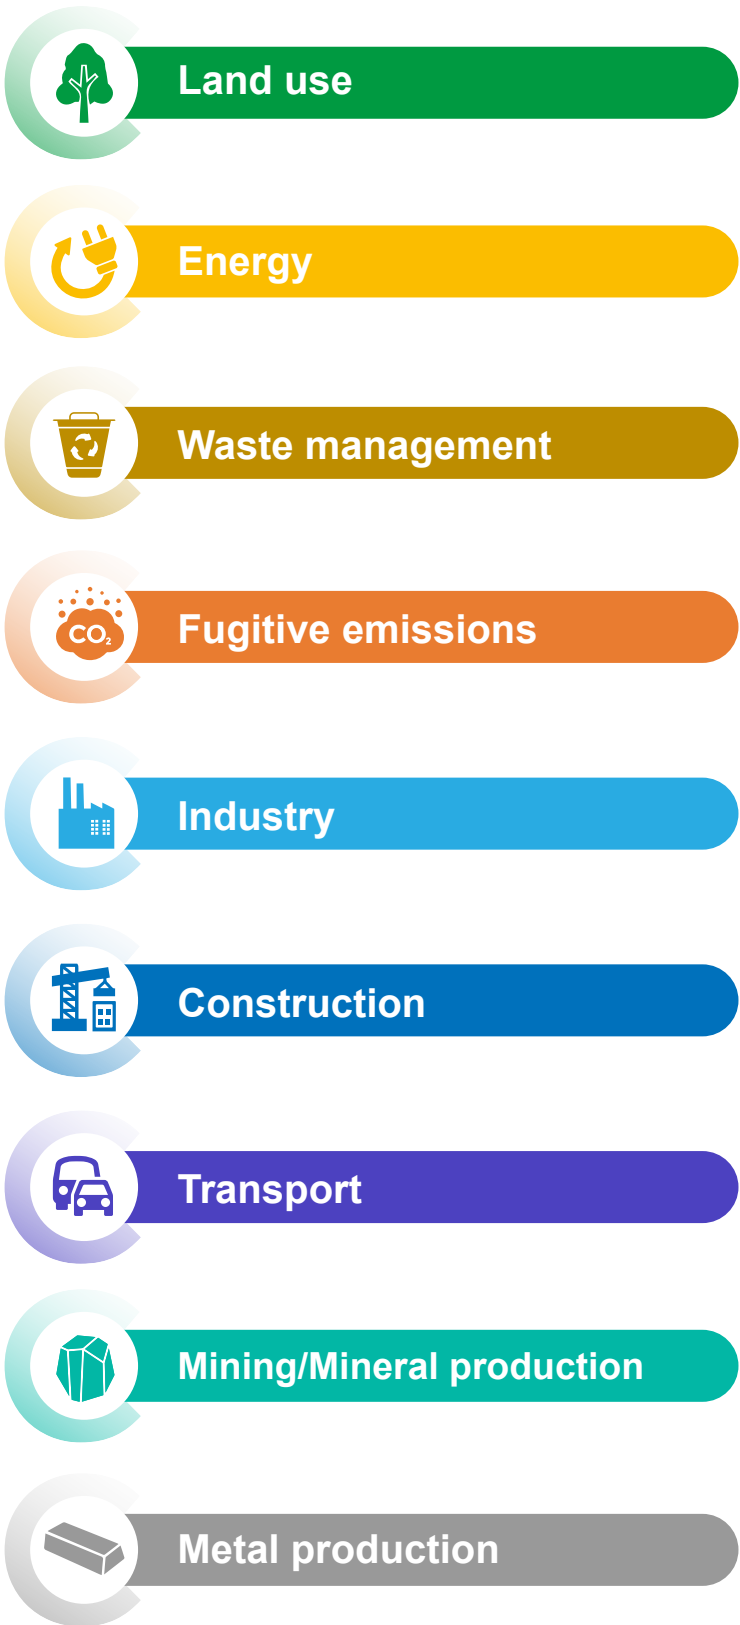 Land use
Energy
Waste management
CO₂
Fugitive emissions
Industry
Construction
Transport
Mining/Mineral production
Metal production